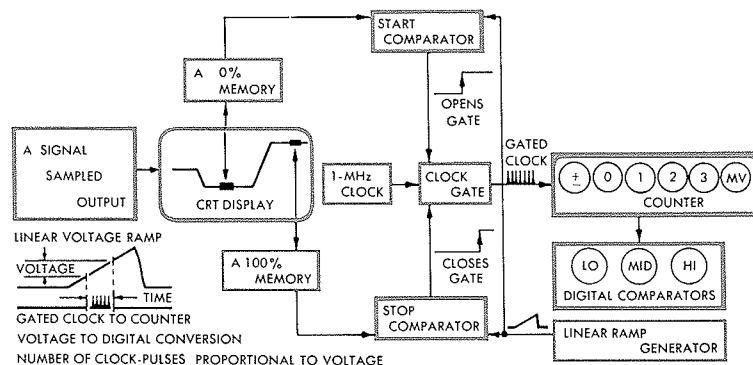 START
COMPARATOR
A 0%
MEMORY
OPENS
GATE
A SIGNAL
SAMPLED
OUTPUT
CRT DISPLAY
1-MHz
CLOCK
CLOCK
GATE
GATED
CLOCK
± 0 1 2 3 MV
COUNTER
LINEAR VOLTAGE RAMP
VOLTAGE
TIME
GATED CLOCK TO COUNTER
VOLTAGE TO DIGITAL CONVERSION
NUMBER OF CLOCK-PULSES PROPORTIONAL TO VOLTAGE
A 100%
MEMORY
CLOSES
GATE
STOP
COMPARATOR
LO MID HI
DIGITAL COMPARATORS
LINEAR RAMP
GENERATOR